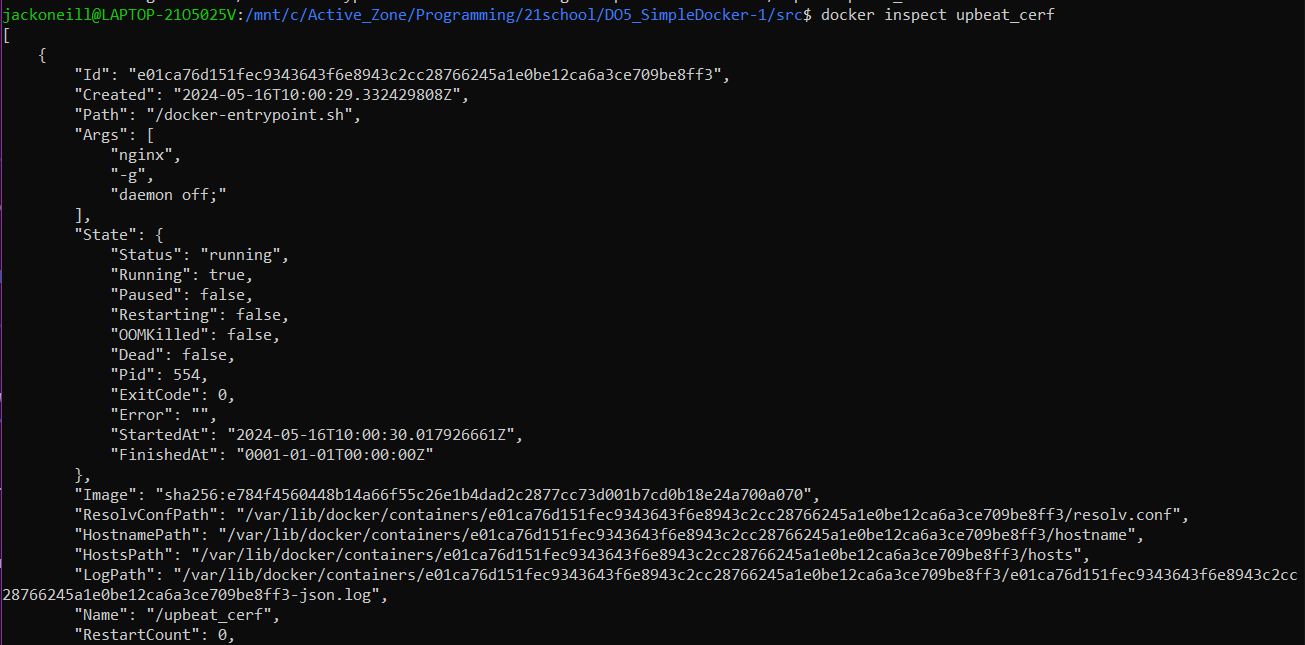 jackoneill@LAPTOP-21O5025V:/mnt/c/Active_Zone/Programming/21school/DO5_SimpleDocker-1/src$ docker inspect upbeat_cerf
[
    {
        "Id": "e01ca76d151fec9343643f6e8943c2cc28766245a1e0be12ca6a3ce709be8ff3",
        "Created": "2024-05-16T10:00:29.332429808Z",
        "Path": "/docker-entrypoint.sh",
        "Args": [
            "nginx",
            "-g",
            "daemon off;"
        ],
        "State": {
            "Status": "running",
            "Running": true,
            "Paused": false,
            "Restarting": false,
            "OOMKilled": false,
            "Dead": false,
            "Pid": 554,
            "ExitCode": 0,
            "Error": "",
            "StartedAt": "2024-05-16T10:00:30.017926661Z",
            "FinishedAt": "0001-01-01T00:00:00Z"
        },
        "Image": "sha256:e784f4560448b14a66f55c26e1b4dad2c2877cc73d001b7cd0b18e24a700a070",
        "ResolvConfPath": "/var/lib/docker/containers/e01ca76d151fec9343643f6e8943c2cc28766245a1e0be12ca6a3ce709be8ff3/resolv.conf",
        "HostnamePath": "/var/lib/docker/containers/e01ca76d151fec9343643f6e8943c2cc28766245a1e0be12ca6a3ce709be8ff3/hostname",
        "HostsPath": "/var/lib/docker/containers/e01ca76d151fec9343643f6e8943c2cc28766245a1e0be12ca6a3ce709be8ff3/hosts",
        "LogPath": "/var/lib/docker/containers/e01ca76d151fec9343643f6e8943c2cc28766245a1e0be12ca6a3ce709be8ff3/e01ca76d151fec9343643f6e8943c2cc
28766245a1e0be12ca6a3ce709be8ff3-json.log",
        "Name": "/upbeat_cerf",
        "RestartCount": 0,